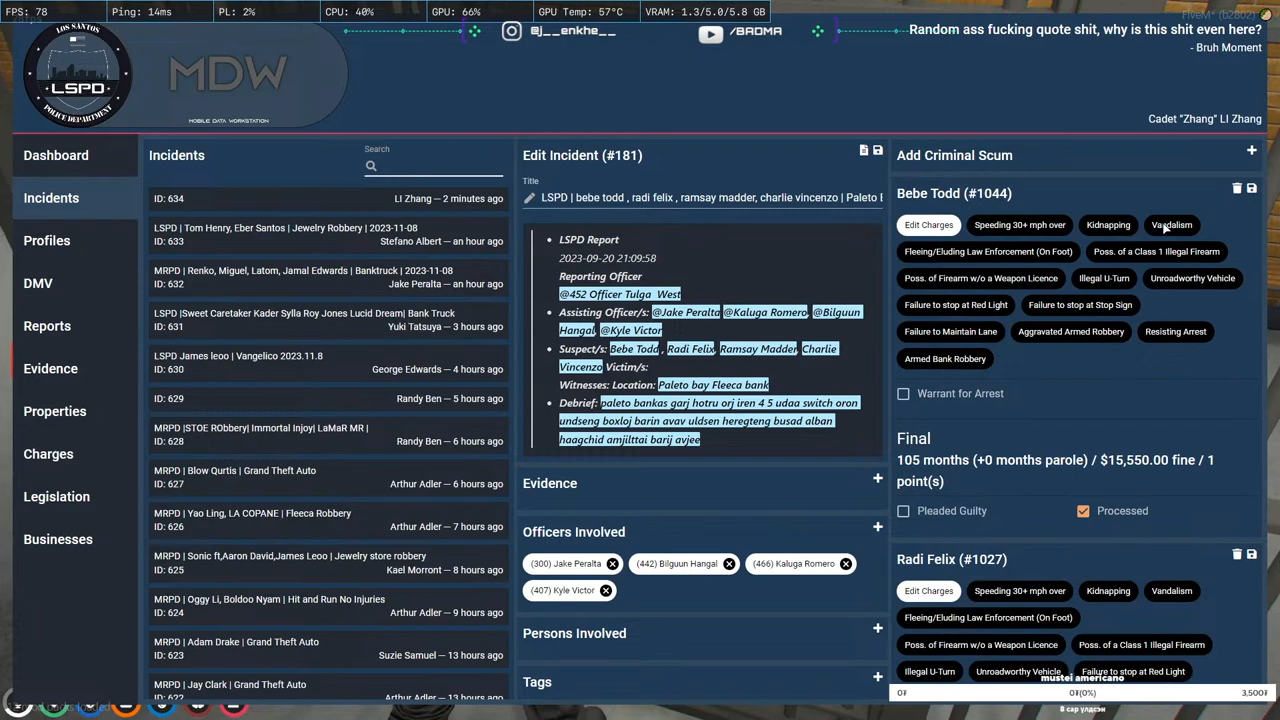 FPS: 78
Ping: 14ms
PL: 2%
CPU: 40%
GPU: 66%
GPU Temp: 57°C
VRAM: 1.3/5.0/5.8 GB
FiveM* (b2802)
@j__enkhe__
/BADMA
Random ass fucking quote shit, why is this shit even here?
- Bruh Moment
LOS SANTOS
LSPD
POLICE DEPARTMENT
MDW
MOBILE DATA WORKSTATION
Cadet "Zhang" LI Zhang
Dashboard
Incidents
Profiles
DMV
Reports
Evidence
Properties
Charges
Legislation
Businesses
Incidents
Search
ID: 634 LI Zhang — 2 minutes ago
LSPD | Tom Henry, Eber Santos | Jewelry Robbery | 2023-11-08
ID: 633 Stefano Albert — an hour ago
MRPD | Renko, Miguel, Latom, Jamal Edwards | Banktruck | 2023-11-08
ID: 632 Jake Peralta — an hour ago
LSPD |Sweet Caretaker Kader Sylla Roy Jones Lucid Dream| Bank Truck
ID: 631 Yuki Tatsuya — 3 hours ago
LSPD James leoo | Vangelico 2023.11.8
ID: 630 George Edwards — 4 hours ago
ID: 629 Randy Ben — 5 hours ago
MRPD |STOE RObbery| Immortal Injoy| LaMaR MR |
ID: 628 Randy Ben — 6 hours ago
MRPD | Blow Qurtis | Grand Theft Auto
ID: 627 Arthur Adler — 6 hours ago
MRPD | Yao Ling, LA COPANE | Fleeca Robbery
ID: 626 Arthur Adler — 7 hours ago
MRPD | Sonic ft,Aaron David,James Leoo | Jewelry store robbery
ID: 625 Kael Morront — 8 hours ago
MRPD | Oggy Li, Boldoo Nyam | Hit and Run No Injuries
ID: 624 Arthur Adler — 9 hours ago
MRPD | Adam Drake | Grand Theft Auto
ID: 623 Suzie Samuel — 13 hours ago
MRPD | Jay Clark | Grand Theft Auto
ID: 622 Arthur Adler — 13 hours ago
Edit Incident (#181)
Title
LSPD | bebe todd , radi felix , ramsay madder, charlie vincenzo | Paleto B
LSPD Report
2023-09-20 21:09:58
Reporting Officer
@452 Officer Tulga West
Assisting Officer/s: @Jake Peralta @Kaluga Romero, @Bilguun
Hangal, @Kyle Victor
Suspect/s: Bebe Todd , Radi Felix, Ramsay Madder, Charlie
Vincenzo Victim/s:
Witnesses: Location: Paleto bay Fleeca bank
Debrief: paleto bankas garj hotru orj iren 4 5 udaa switch oron
undseng boxloj barin avav uldsen heregteng busad alban
haagchid amjilttai barij avjee
Evidence
Officers Involved
(300) Jake Peralta
(442) Bilguun Hangal
(466) Kaluga Romero
(407) Kyle Victor
Persons Involved
Tags
Add Criminal Scum
Bebe Todd (#1044)
Edit Charges
Speeding 30+ mph over
Kidnapping
Vandalism
Fleeing/Eluding Law Enforcement (On Foot)
Poss. of a Class 1 Illegal Firearm
Poss. of Firearm w/o a Weapon Licence
Illegal U-Turn
Unroadworthy Vehicle
Failure to stop at Red Light
Failure to stop at Stop Sign
Failure to Maintain Lane
Aggravated Armed Robbery
Resisting Arrest
Armed Bank Robbery
Warrant for Arrest
Final
105 months (+0 months parole) / $15,550.00 fine / 1
point(s)
Pleaded Guilty
Processed
Radi Felix (#1027)
Edit Charges
Speeding 30+ mph over
Kidnapping
Vandalism
Fleeing/Eluding Law Enforcement (On Foot)
Poss. of Firearm w/o a Weapon Licence
Poss. of a Class 1 Illegal Firearm
Illegal U-Turn
Unroadworthy Vehicle
Failure to stop at Red Light
mustei americano
0₮ 0₮(0%) 3,500₮
8 сар үлдсэн